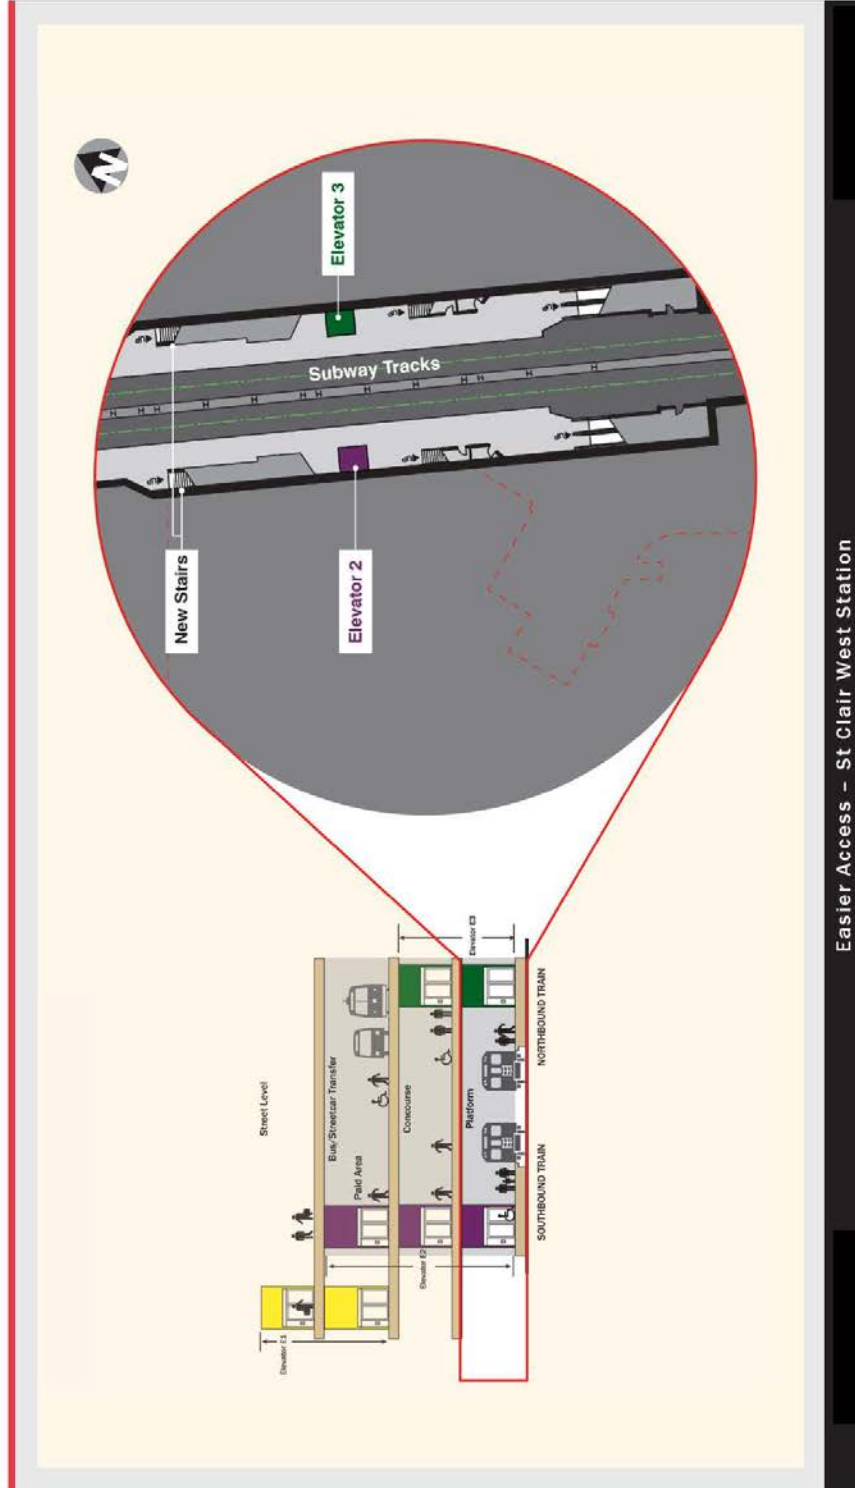 Street Level
Bus/Streetcar Transfer
Paid Area
Concourse
Platform
Elevator E1
Elevator E2
Elevator E3
SOUTHBOUND TRAIN
NORTHBOUND TRAIN
N
New Stairs
Elevator 2
Elevator 3
Subway Tracks
Easier Access – St Clair West Station